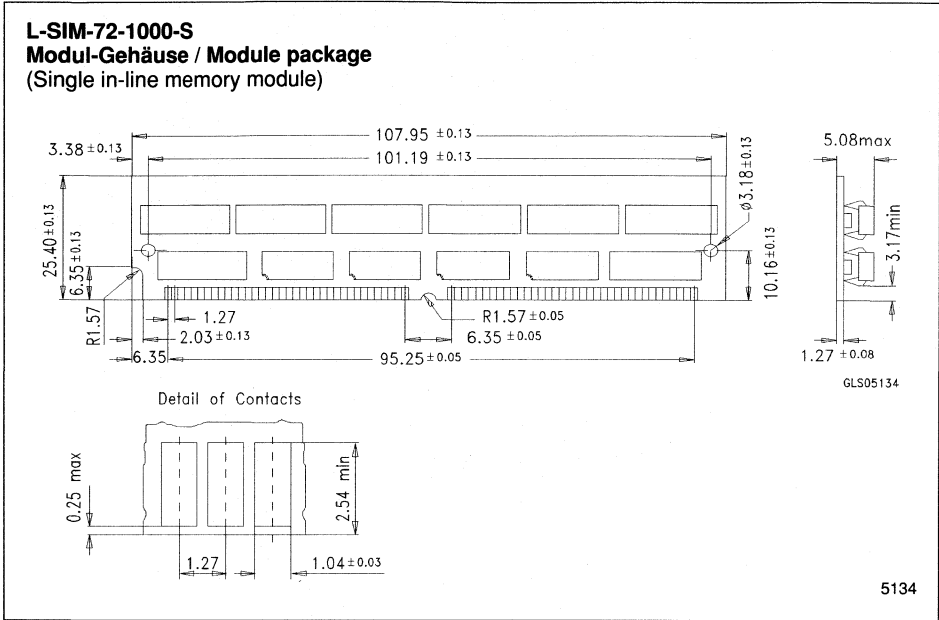 L-SIM-72-1000-S
Modul-Gehäuse / Module package
(Single in-line memory module)
107.95 ±0.13
5.08max
3.38 ±0.13
101.19 ±0.13
ø3.18±0.13
25.40±0.13
6.35±0.13
10.16±0.13
3.17min
R1.57
1.27
R1.57 ±0.05
2.03±0.13
6.35 ±0.05
6.35
95.25±0.05
1.27 ±0.08
GLS05134
Detail of Contacts
0.25 max
2.54 min
1.27
1.04±0.03
5134